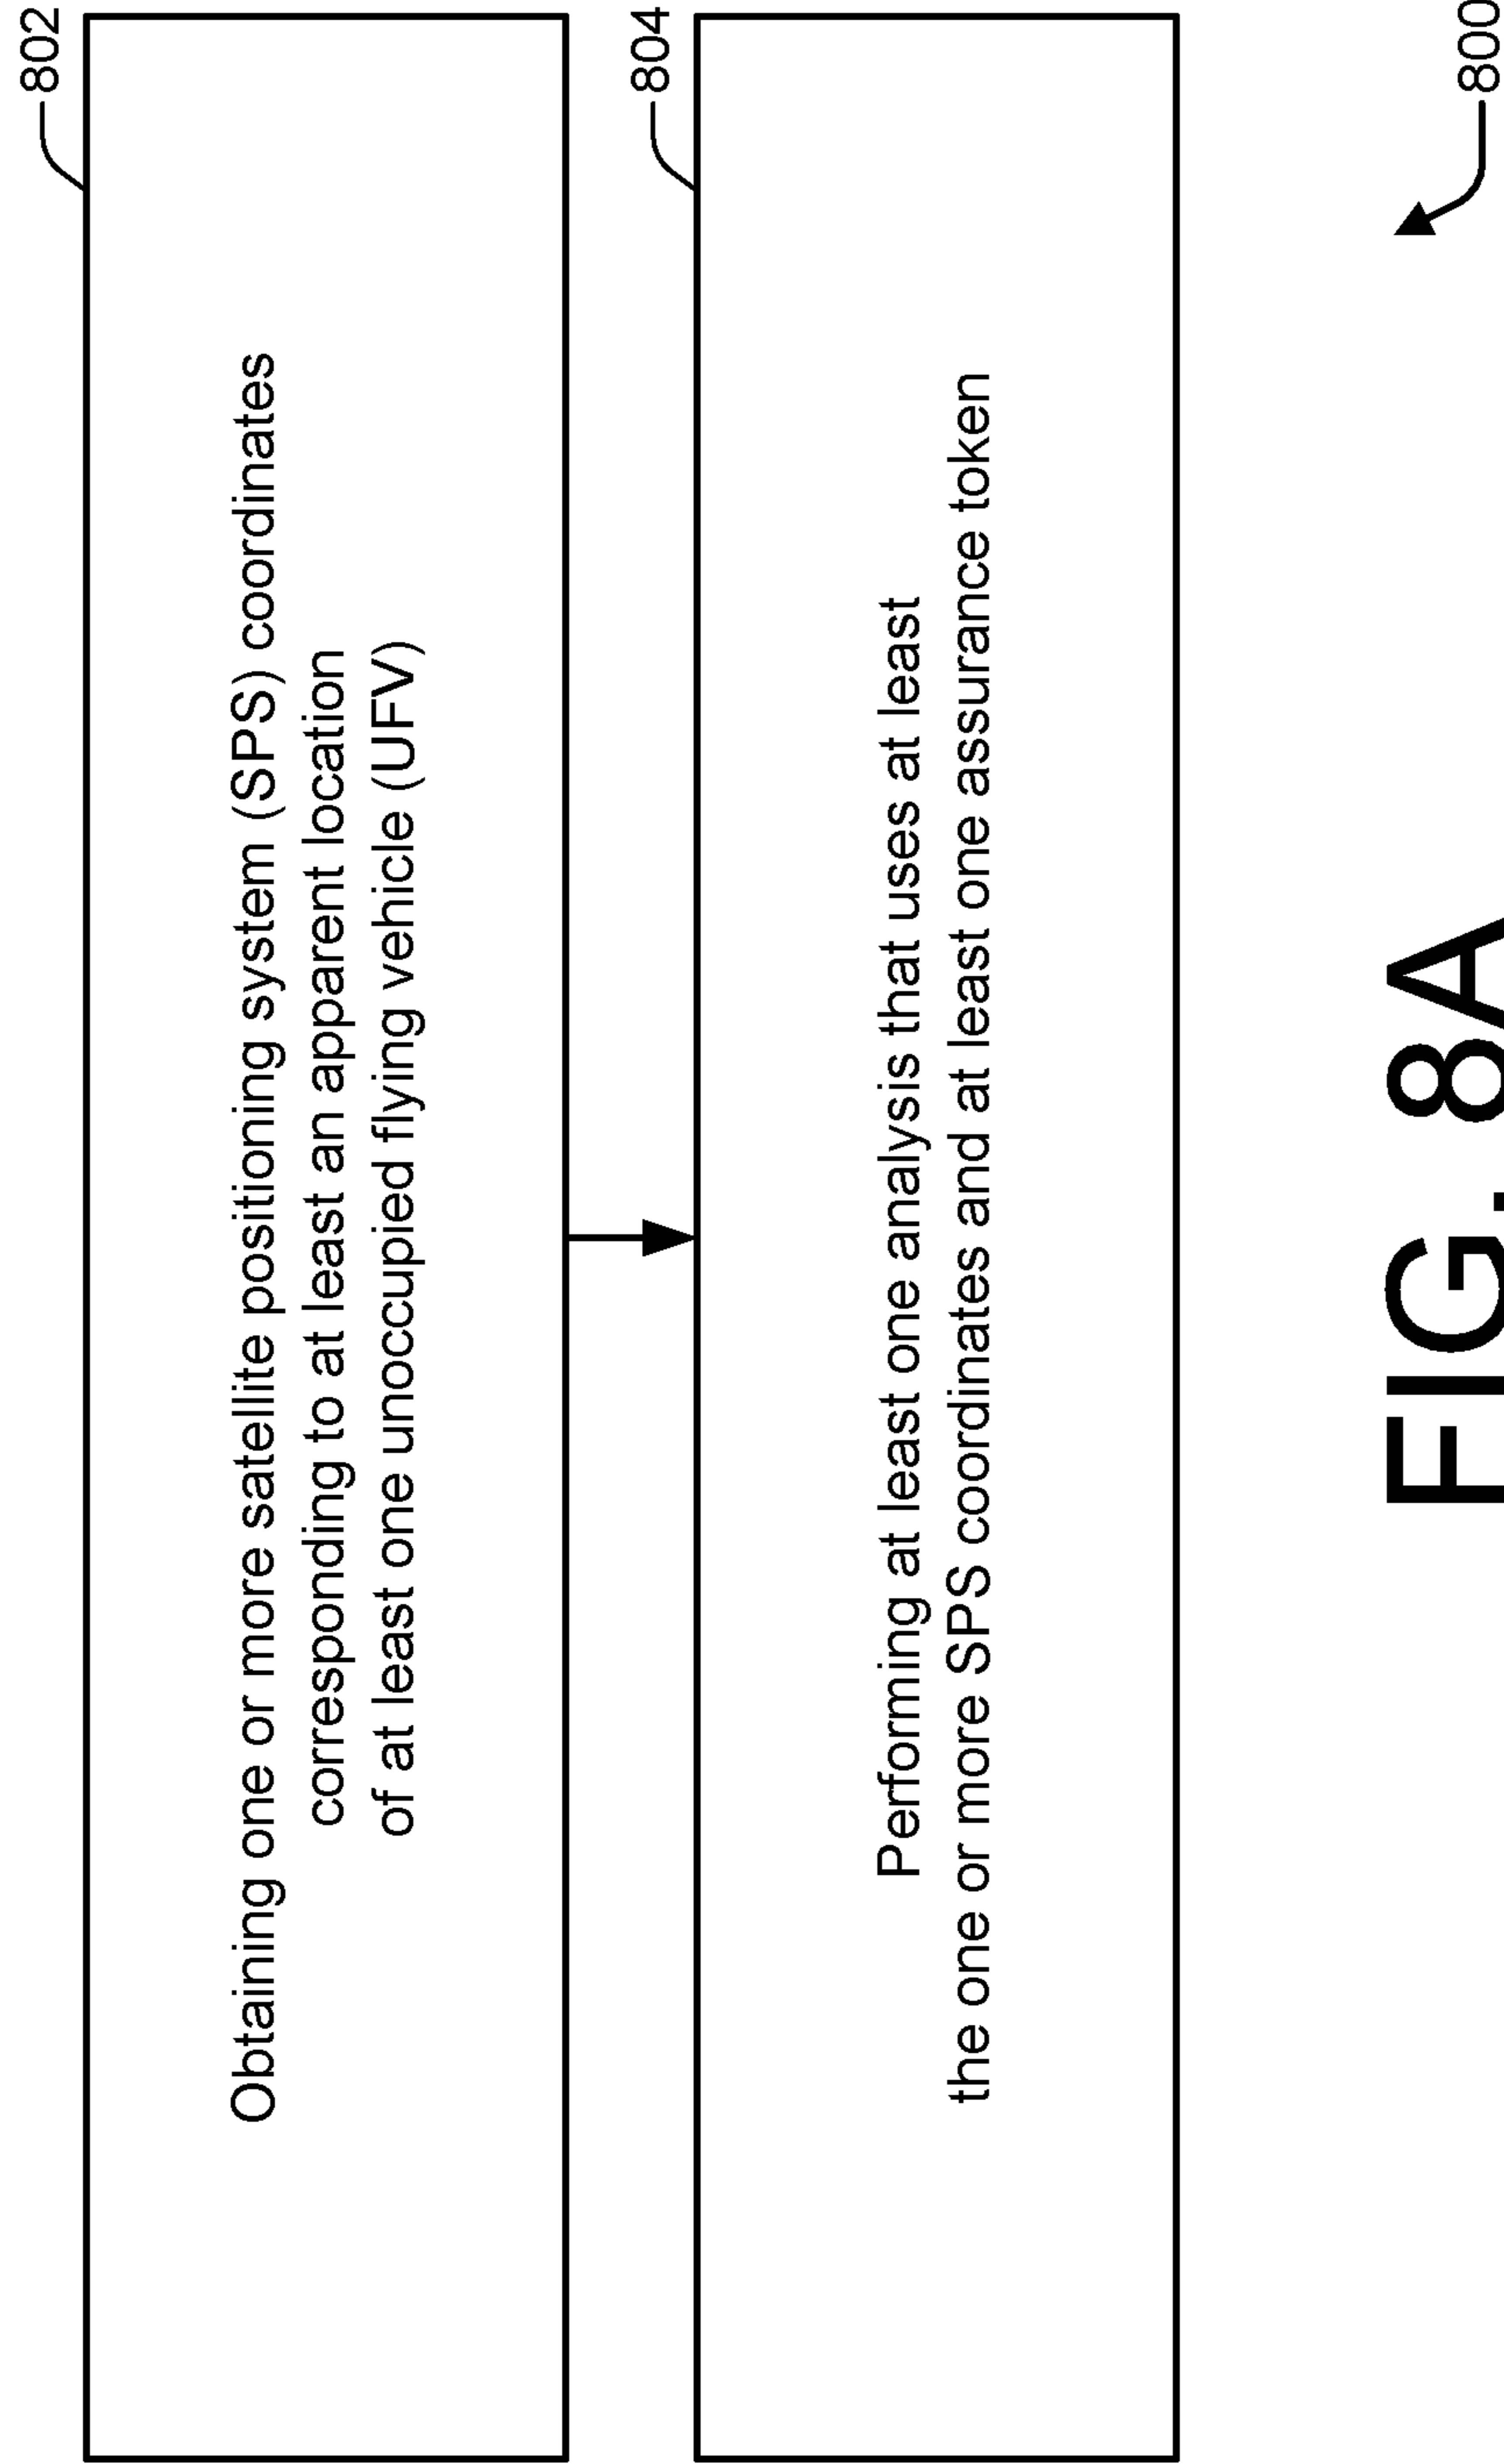 802
Obtaining one or more satellite positioning system (SPS) coordinates
corresponding to at least an apparent location
of at least one unoccupied flying vehicle (UFV)
804
Performing at least one analysis that uses at least
the one or more SPS coordinates and at least one assurance token
800
FIG. 8A